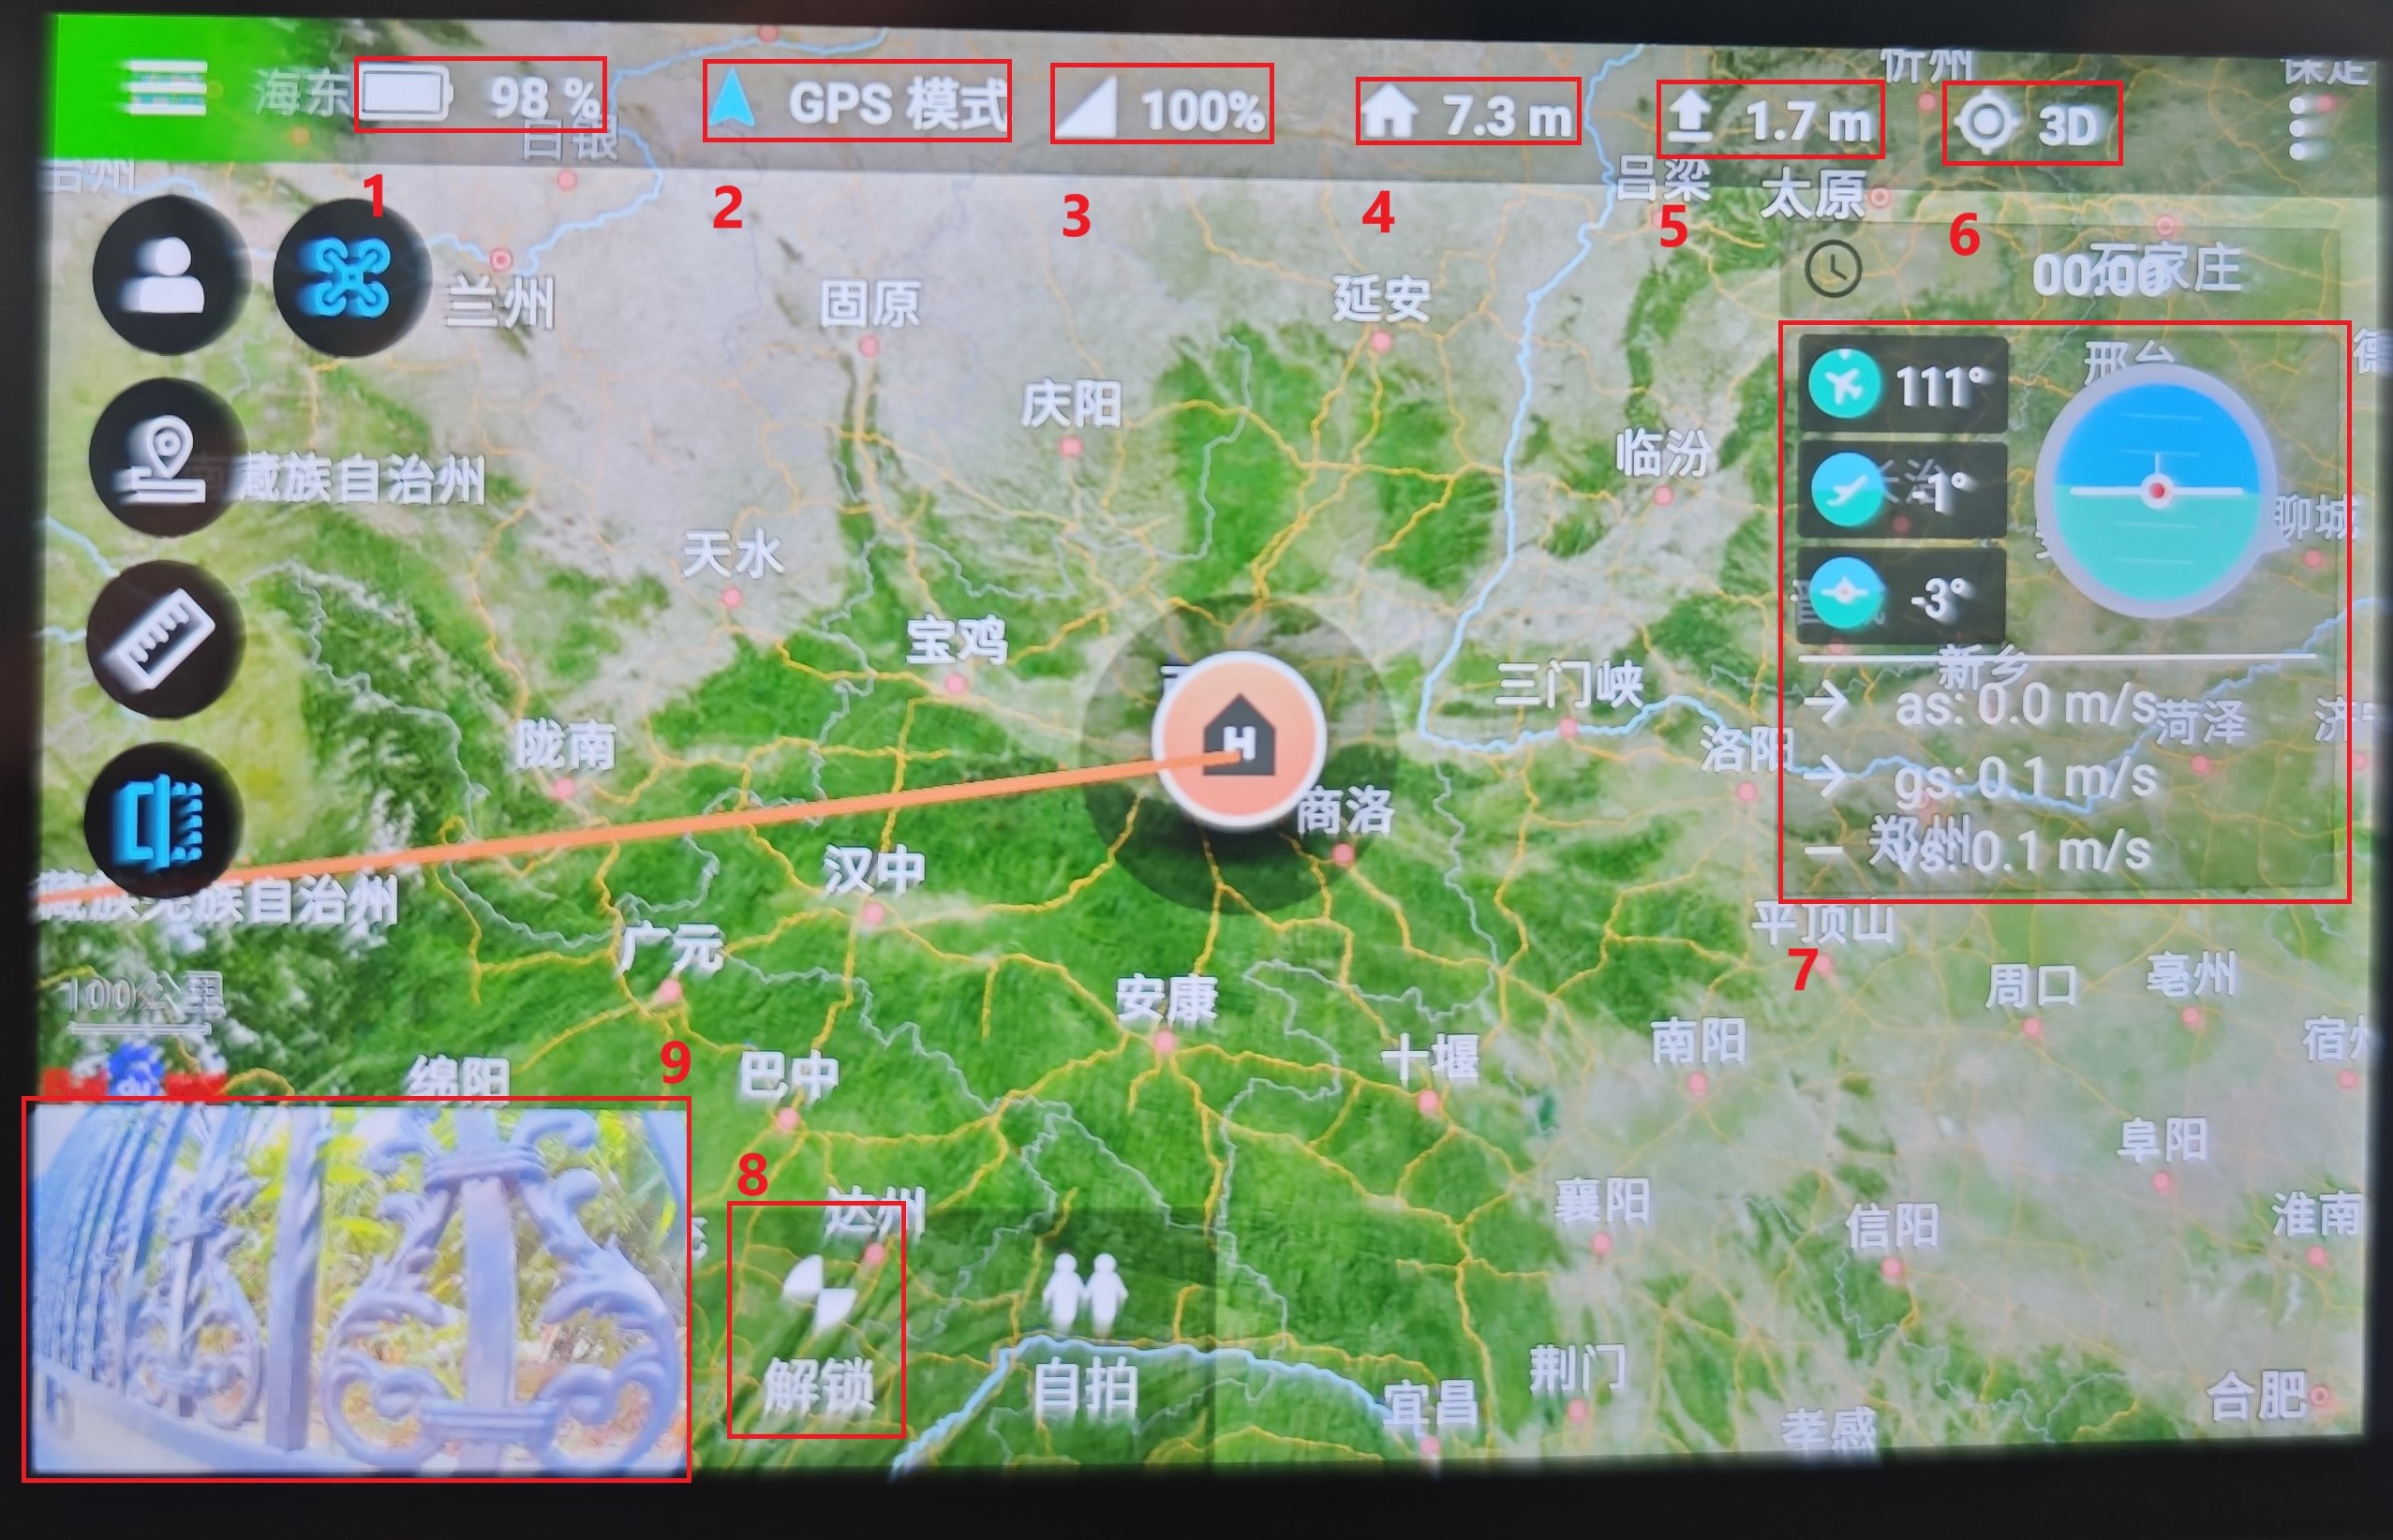 忻州
保定
海东
98 %
GPS 模式
100%
7.3 m
1.7 m
3D
白银
1
2
3
4
5
6
吕梁
太原
00:00
石家庄
兰州
固原
延安
邢台
111°
庆阳
临汾
藏族自治州
-1°
聊城
天水
-3°
宝鸡
新乡
三门峡
as: 0.0 m/s
菏泽
陇南
洛阳
H
gs: 0.1 m/s
商洛
郑州
vs: 0.1 m/s
汉中
藏族羌族自治州
平顶山
广元
7
周口
亳州
100公里
安康
南阳
宿州
9
绵阳
巴中
十堰
du
阜阳
8
达州
襄阳
信阳
淮南
解锁
自拍
荆门
宜昌
合肥
孝感